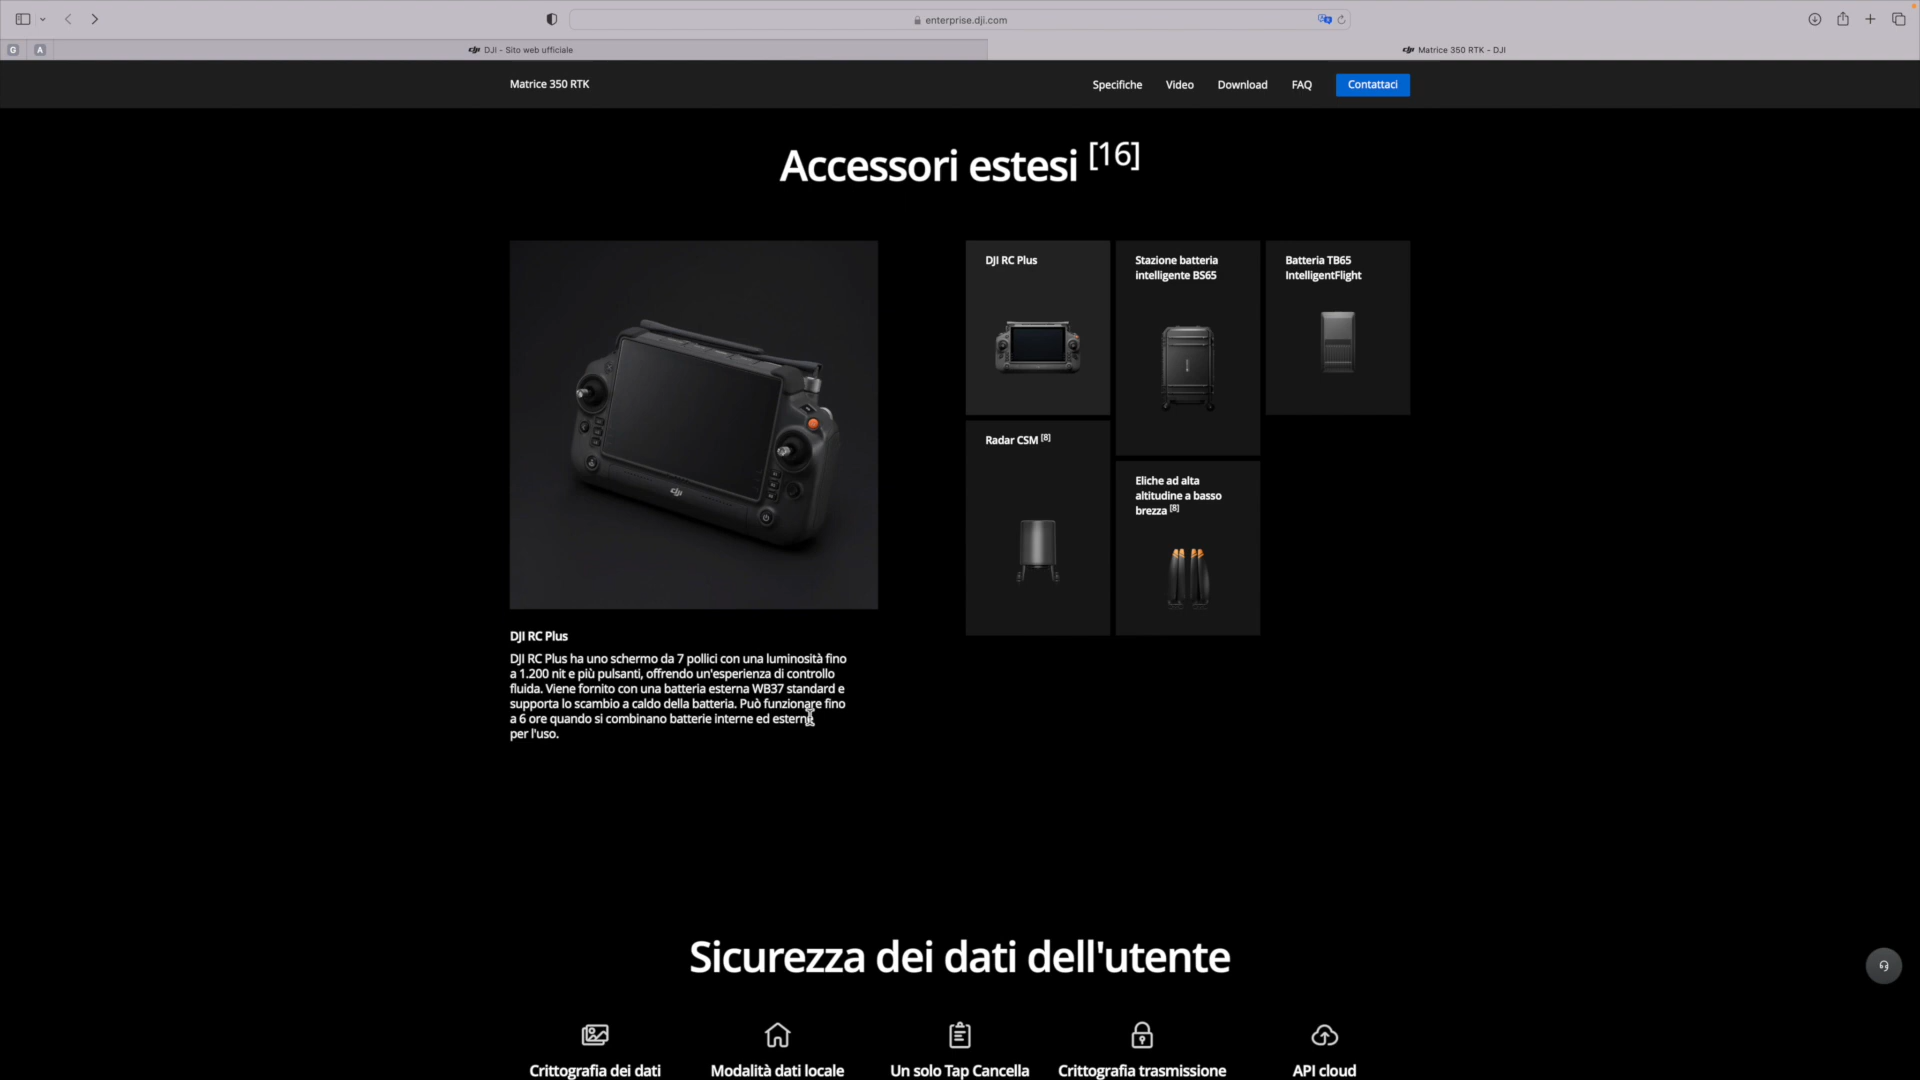 enterprise.dji.com
G
A
DJI - Sito web ufficiale
Matrice 350 RTK - DJI
Matrice 350 RTK
Specifiche
Video
Download
FAQ
Contattaci
Accessori estesi [16]
DJI RC Plus
Stazione batteria
intelligente BS65
Batteria TB65
IntelligentFlight
Radar CSM [8]
Eliche ad alta
altitudine a basso
brezza [8]
dji
DJI RC Plus
DJI RC Plus ha uno schermo da 7 pollici con una luminosità fino
a 1.200 nit e più pulsanti, offrendo un'esperienza di controllo
fluida. Viene fornito con una batteria esterna WB37 standard e
supporta lo scambio a caldo della batteria. Può funzionare fino
a 6 ore quando si combinano batterie interne ed esterne
per l'uso.
Sicurezza dei dati dell'utente
Crittografia dei dati
Modalità dati locale
Un solo Tap Cancella
Crittografia trasmissione
API cloud